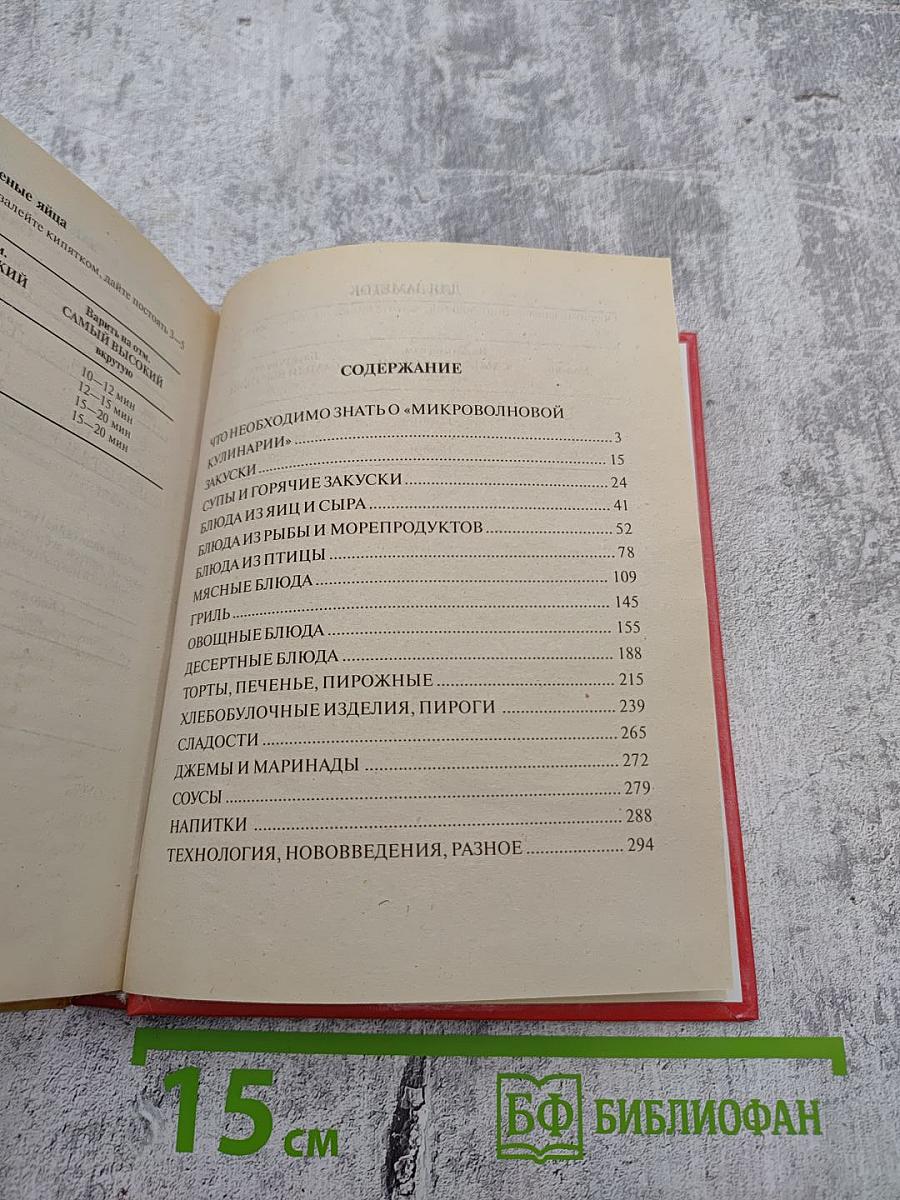 еные яйца
залейте кипятком, дайте постоять 3—5
Варить на отм.
САМЫЙ ВЫСОКИЙ
вкрутую
10—12 мин
12—15 мин
15—20 мин
15—20 мин
ДЛЯ ЗАМЕТОК
СОДЕРЖАНИЕ
ЧТО НЕОБХОДИМО ЗНАТЬ О «МИКРОВОЛНОВОЙ
КУЛИНАРИИ» 3
ЗАКУСКИ 15
СУПЫ И ГОРЯЧИЕ ЗАКУСКИ 24
БЛЮДА ИЗ ЯИЦ И СЫРА 41
БЛЮДА ИЗ РЫБЫ И МОРЕПРОДУКТОВ 52
БЛЮДА ИЗ ПТИЦЫ 78
МЯСНЫЕ БЛЮДА 109
ГРИЛЬ 145
ОВОЩНЫЕ БЛЮДА 155
ДЕСЕРТНЫЕ БЛЮДА 188
ТОРТЫ, ПЕЧЕНЬЕ, ПИРОЖНЫЕ 215
ХЛЕБОБУЛОЧНЫЕ ИЗДЕЛИЯ, ПИРОГИ 239
СЛАДОСТИ 265
ДЖЕМЫ И МАРИНАДЫ 272
СОУСЫ 279
НАПИТКИ 288
ТЕХНОЛОГИЯ, НОВОВВЕДЕНИЯ, РАЗНОЕ 294
15 см
БФ БИБЛИОФАН